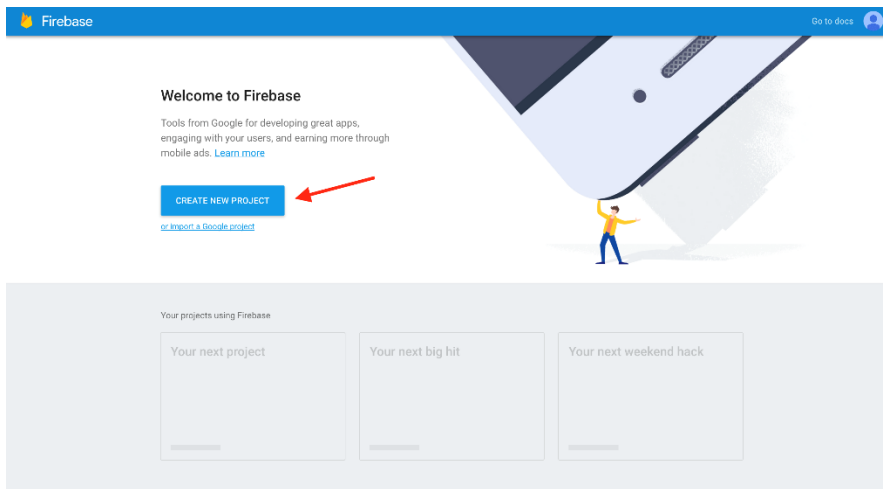 Firebase
Go to docs
Welcome to Firebase
Tools from Google for developing great apps,
engaging with your users, and earning more through
mobile ads. Learn more
CREATE NEW PROJECT
or import a Google project
Your projects using Firebase
Your next project
Your next big hit
Your next weekend hack